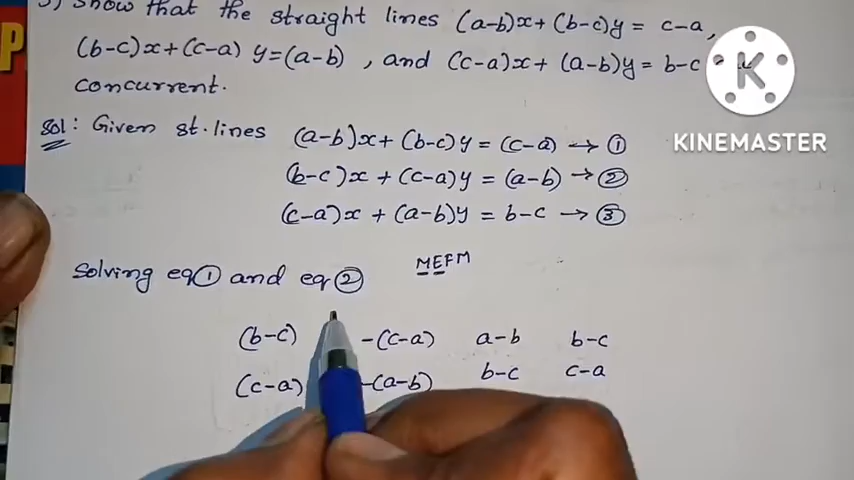 Show that the straight lines (a-b)x+(b-c)y = c-a,
(b-c)x+(c-a) y=(a-b) , and (c-a)x+(a-b)y = b-c
concurrent.
K
KINEMASTER
P
Sol: Given st.lines (a-b)x+(b-c)y = (c-a) → ①
(b-c)x +(c-a)y =(a-b) → ②
(c-a)x +(a-b)y = b-c → ③
Solving eq① and eq② MEFM
(b-c) -(c-a) a-b b-c
(c-a) -(a-b) b-c c-a